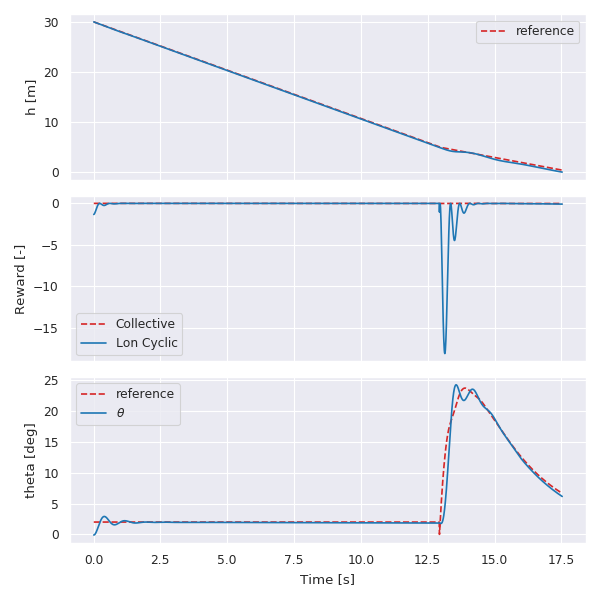 30
20
10
0
h [m]
reference
0
−5
−10
−15
Reward [-]
Collective
Lon Cyclic
25
20
15
10
5
0
theta [deg]
reference
θ
0.0 2.5 5.0 7.5 10.0 12.5 15.0 17.5
Time [s]